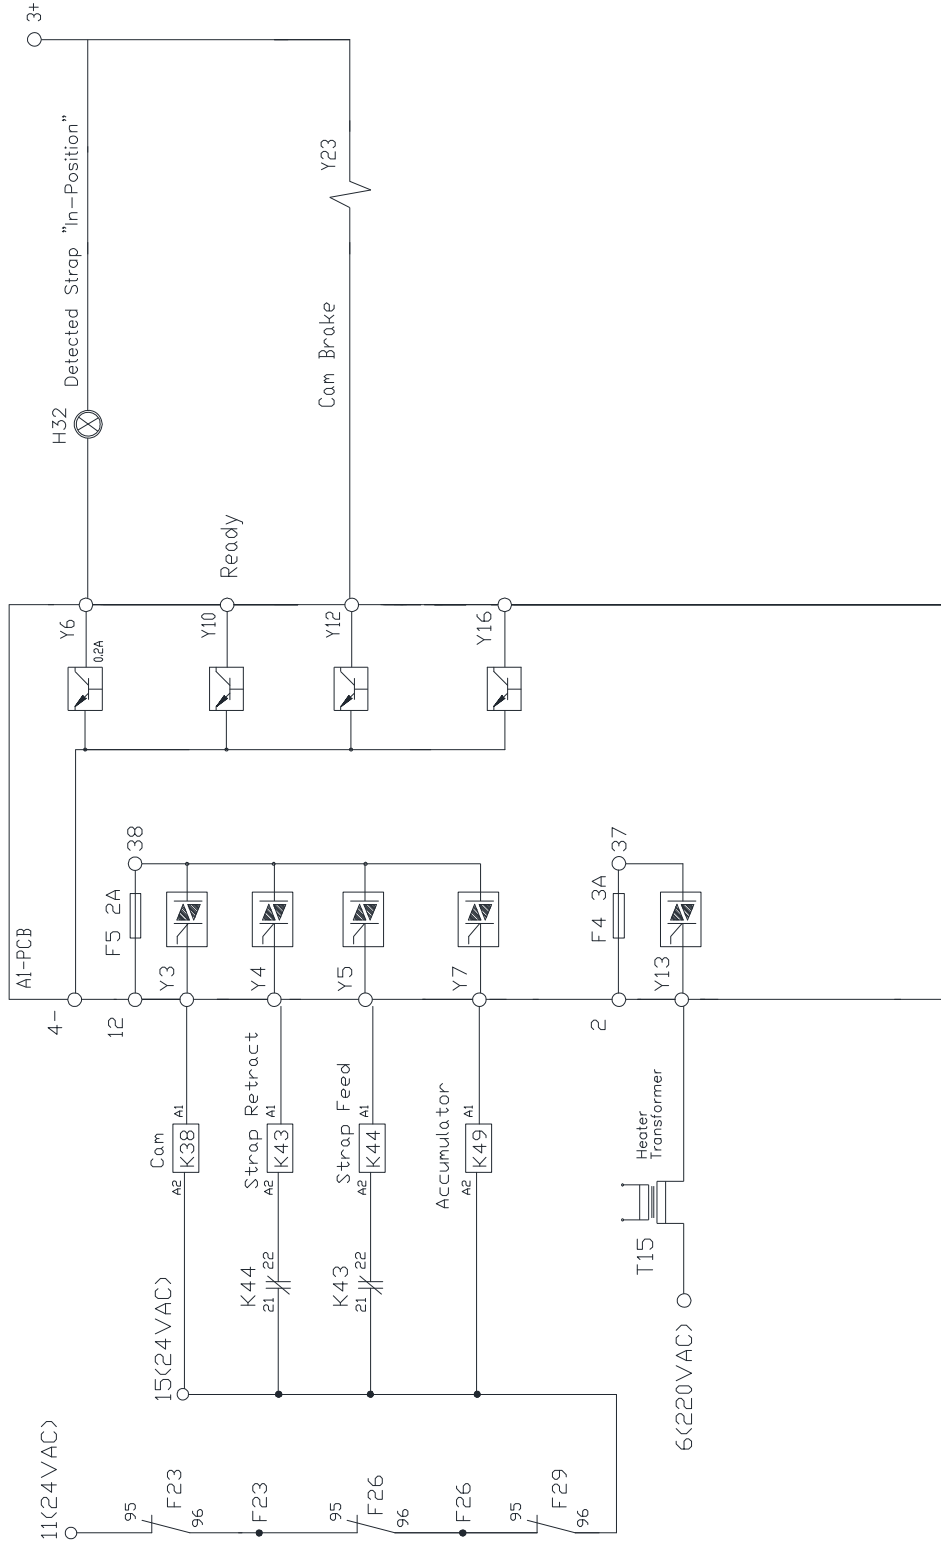 3+
H32
Detected Strap "In-Position"
Cam Brake
Y23
Y6
0.2A
Y10
Ready
Y12
Y16
A1-PCB
F5 2A
38
Y3
Y4
Y5
Y7
F4 3A
37
Y13
4-
12
2
Cam
A2
K38
A1
Strap Retract
K44
21
22
A2
K43
A1
Strap Feed
K43
21
22
A2
K44
A1
Accumulator
A2
K49
A1
T15
Heater
Transformer
6(220VAC)
15(24VAC)
11(24VAC)
95
96
F23
F23
95
96
F26
F26
95
96
F29